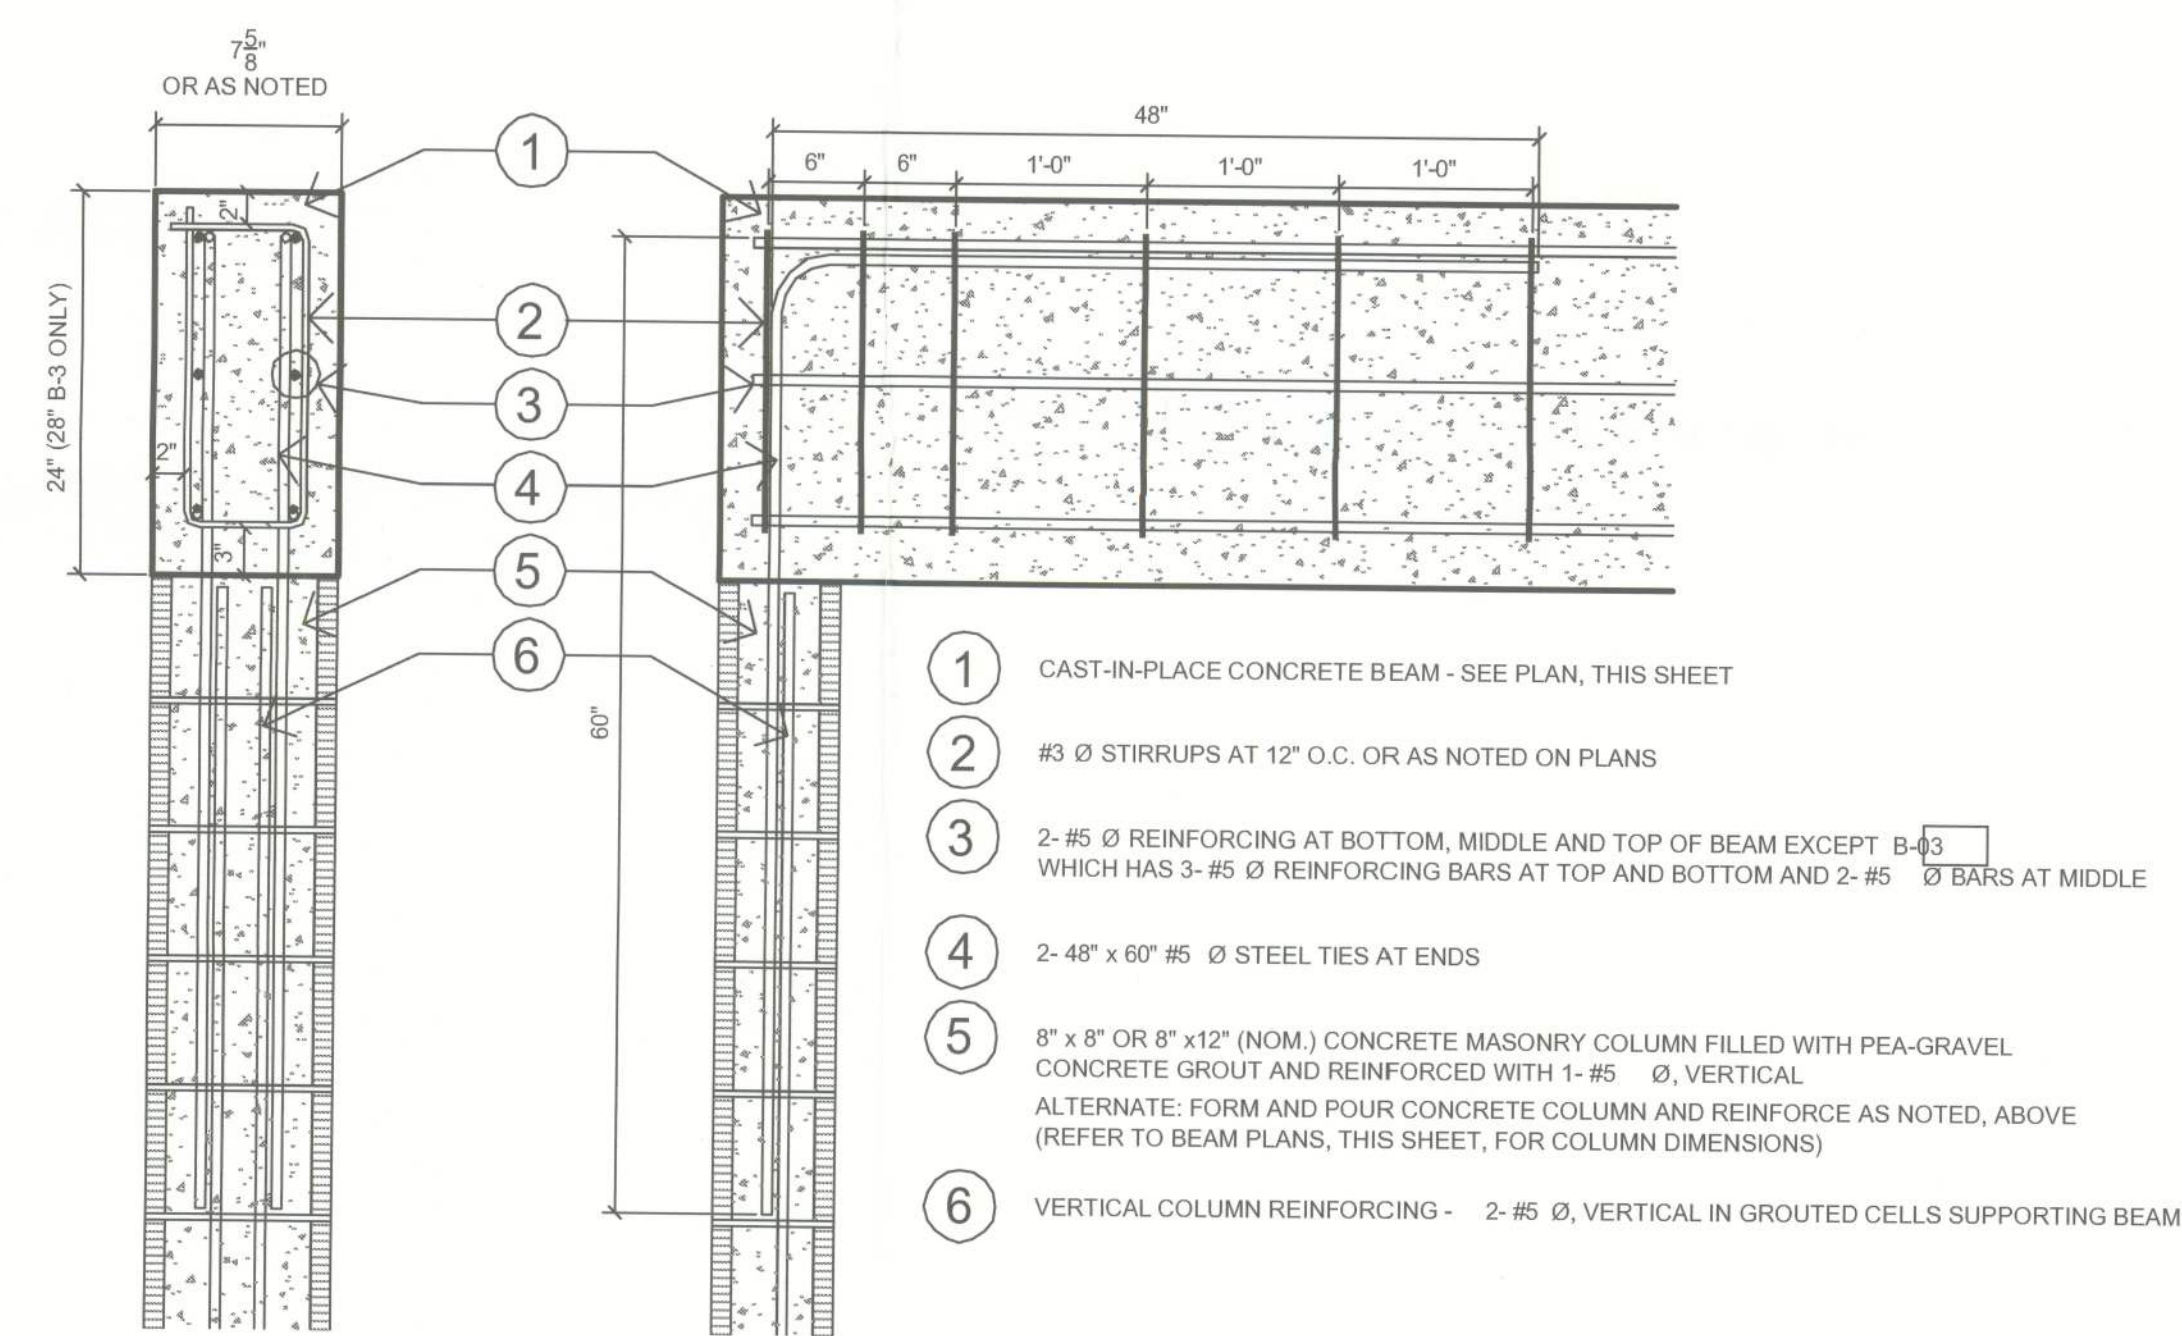 7 5/8"
OR AS NOTED
48"
6"
6"
1'-0"
1'-0"
1'-0"
24" (28" B-3 ONLY)
2"
2"
3"
60"
1
2
3
4
5
6
1 CAST-IN-PLACE CONCRETE BEAM - SEE PLAN, THIS SHEET
2 #3 Ø STIRRUPS AT 12" O.C. OR AS NOTED ON PLANS
3 2- #5 Ø REINFORCING AT BOTTOM, MIDDLE AND TOP OF BEAM EXCEPT B-03
WHICH HAS 3- #5 Ø REINFORCING BARS AT TOP AND BOTTOM AND 2- #5 Ø BARS AT MIDDLE
4 2- 48" x 60" #5 Ø STEEL TIES AT ENDS
5 8" x 8" OR 8" x12" (NOM.) CONCRETE MASONRY COLUMN FILLED WITH PEA-GRAVEL
CONCRETE GROUT AND REINFORCED WITH 1- #5 Ø, VERTICAL
ALTERNATE: FORM AND POUR CONCRETE COLUMN AND REINFORCE AS NOTED, ABOVE
(REFER TO BEAM PLANS, THIS SHEET, FOR COLUMN DIMENSIONS)
6 VERTICAL COLUMN REINFORCING - 2- #5 Ø, VERTICAL IN GROUTED CELLS SUPPORTING BEAM